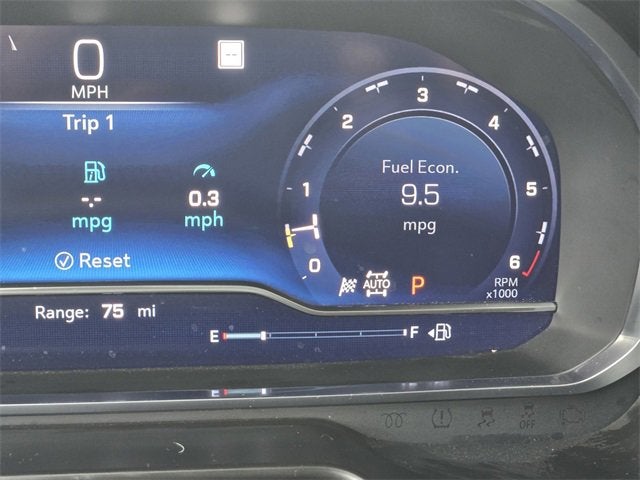 0
--
MPH
Trip 1
-.- 0.3
mpg mph
Reset
Range: 75 mi
E F
0 1 2 3 4 5 6
Fuel Econ.
9.5
mpg
AUTO P
RPM
x1000
OFF